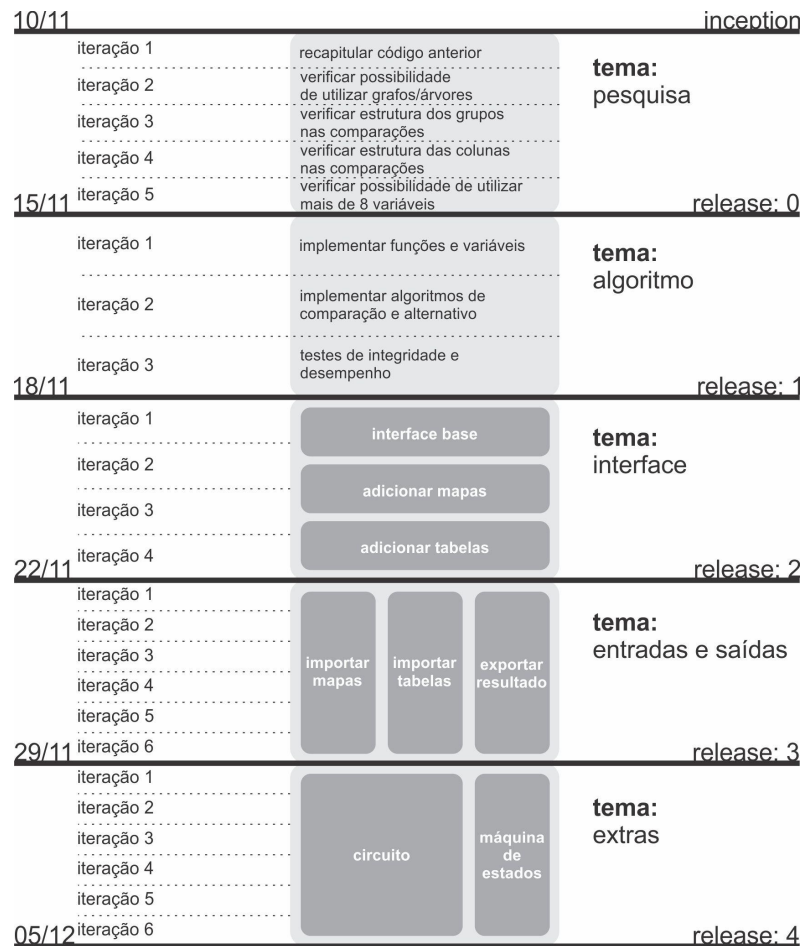 10/11 inception
iteração 1 recapitular código anterior
tema:
pesquisa
iteração 2 verificar possibilidade
de utilizar grafos/árvores
iteração 3 verificar estrutura dos grupos
nas comparações
iteração 4 verificar estrutura das colunas
nas comparações
iteração 5 verificar possibilidade de utilizar
mais de 8 variáveis
15/11 release: 0
iteração 1 implementar funções e variáveis
tema:
algoritmo
iteração 2 implementar algoritmos de
comparação e alternativo
iteração 3 testes de integridade e
desempenho
18/11 release: 1
iteração 1
interface base
tema:
interface
iteração 2
adicionar mapas
iteração 3
adicionar tabelas
iteração 4
22/11 release: 2
iteração 1
iteração 2
iteração 3
iteração 4
iteração 5
iteração 6
importar
mapas
importar
tabelas
exportar
resultado
tema:
entradas e saídas
29/11 release: 3
iteração 1
iteração 2
iteração 3
iteração 4
iteração 5
iteração 6
circuito
máquina
de
estados
tema:
extras
05/12 release: 4